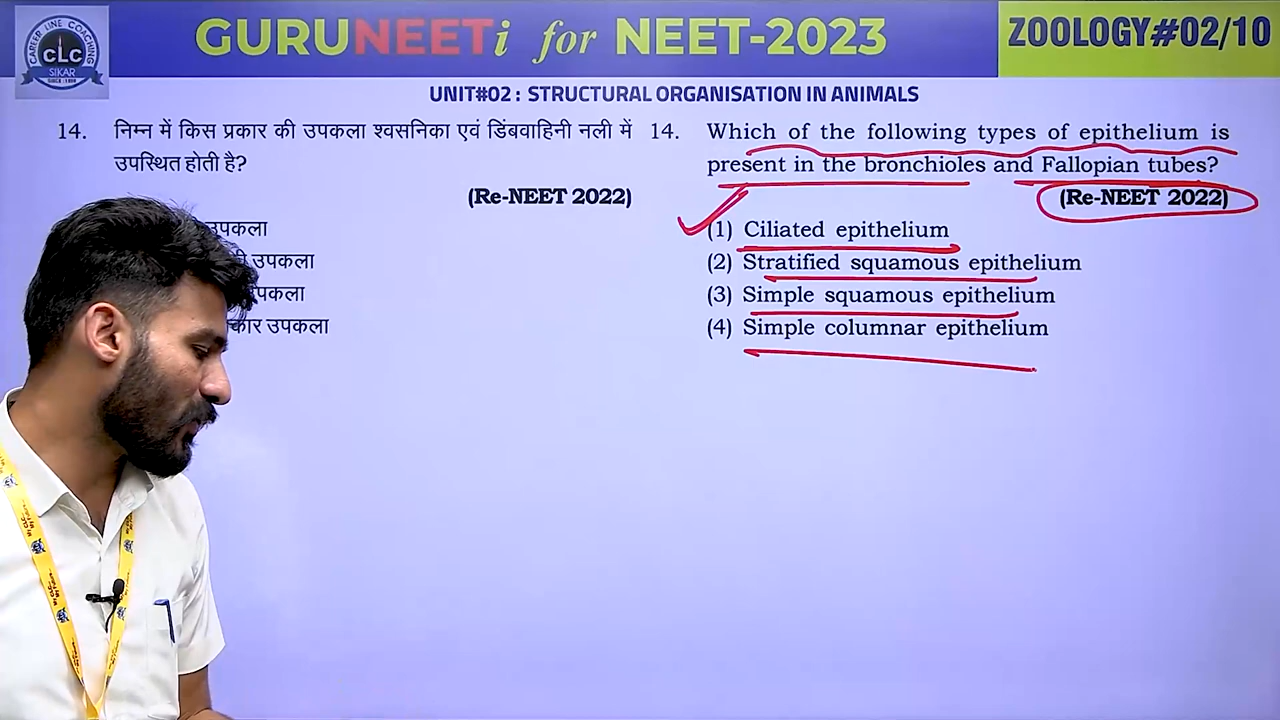 GURUNEETi for NEET-2023
ZOOLOGY#02/10
CAREER LINE COACHING
CLC
SIKAR
SINCE : 1996
UNIT#02 : STRUCTURAL ORGANISATION IN ANIMALS
14. निम्न में किस प्रकार की उपकला श्वसनिका एवं डिंबवाहिनी नली में
उपस्थित होती है?
(Re-NEET 2022)
उपकला
उपकला
उपकला
उपकला
14. Which of the following types of epithelium is
present in the bronchioles and Fallopian tubes?
(Re-NEET 2022)
(1) Ciliated epithelium
(2) Stratified squamous epithelium
(3) Simple squamous epithelium
(4) Simple columnar epithelium